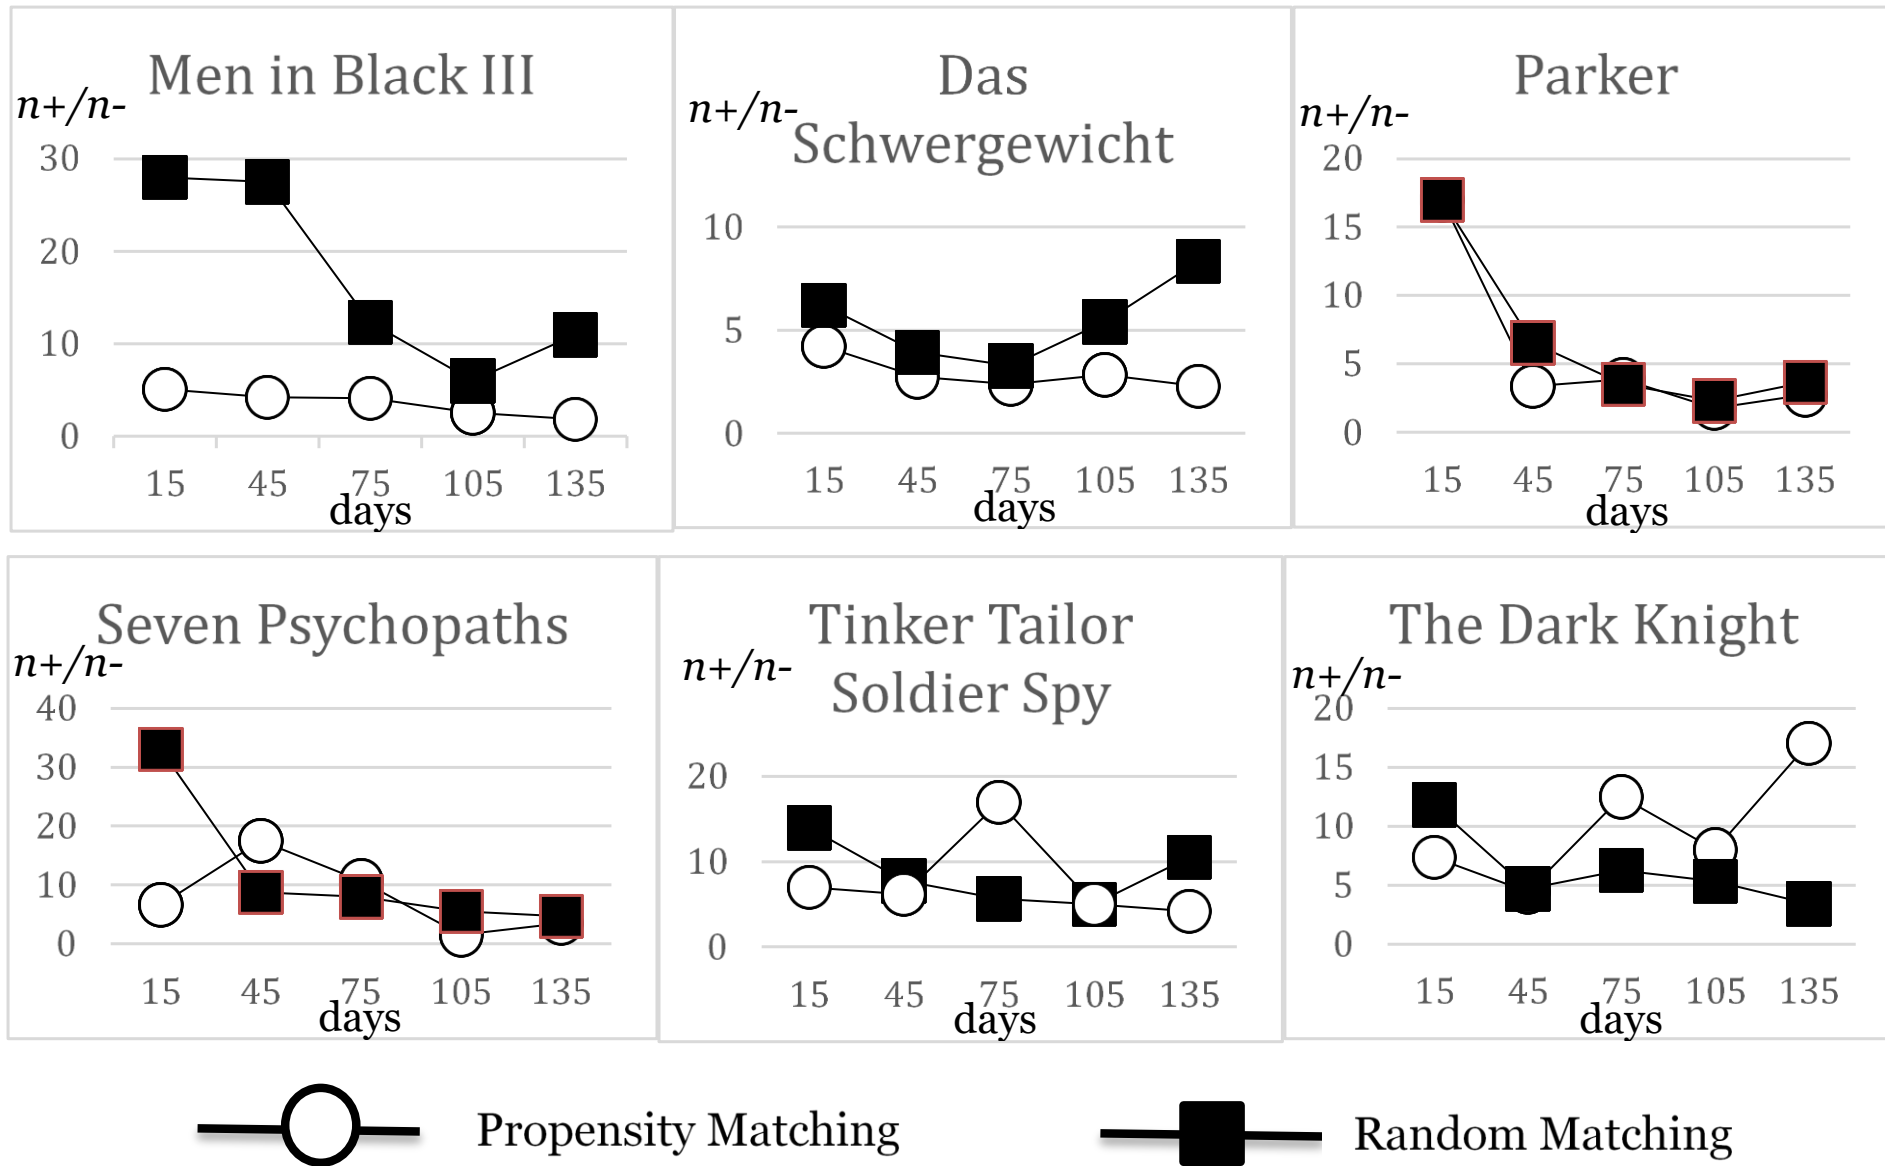 Men in Black III
n+/n-
30
20
10
0
15 45 75 105 135
days
Das
Schwergewicht
n+/n-
10
5
0
15 45 75 105 135
days
Parker
n+/n-
20
15
10
5
0
15 45 75 105 135
days
Seven Psychopaths
n+/n-
40
30
20
10
0
15 45 75 105 135
days
Tinker Tailor
Soldier Spy
n+/n-
20
10
0
15 45 75 105 135
days
The Dark Knight
n+/n-
20
15
10
5
0
15 45 75 105 135
days
Propensity Matching
Random Matching